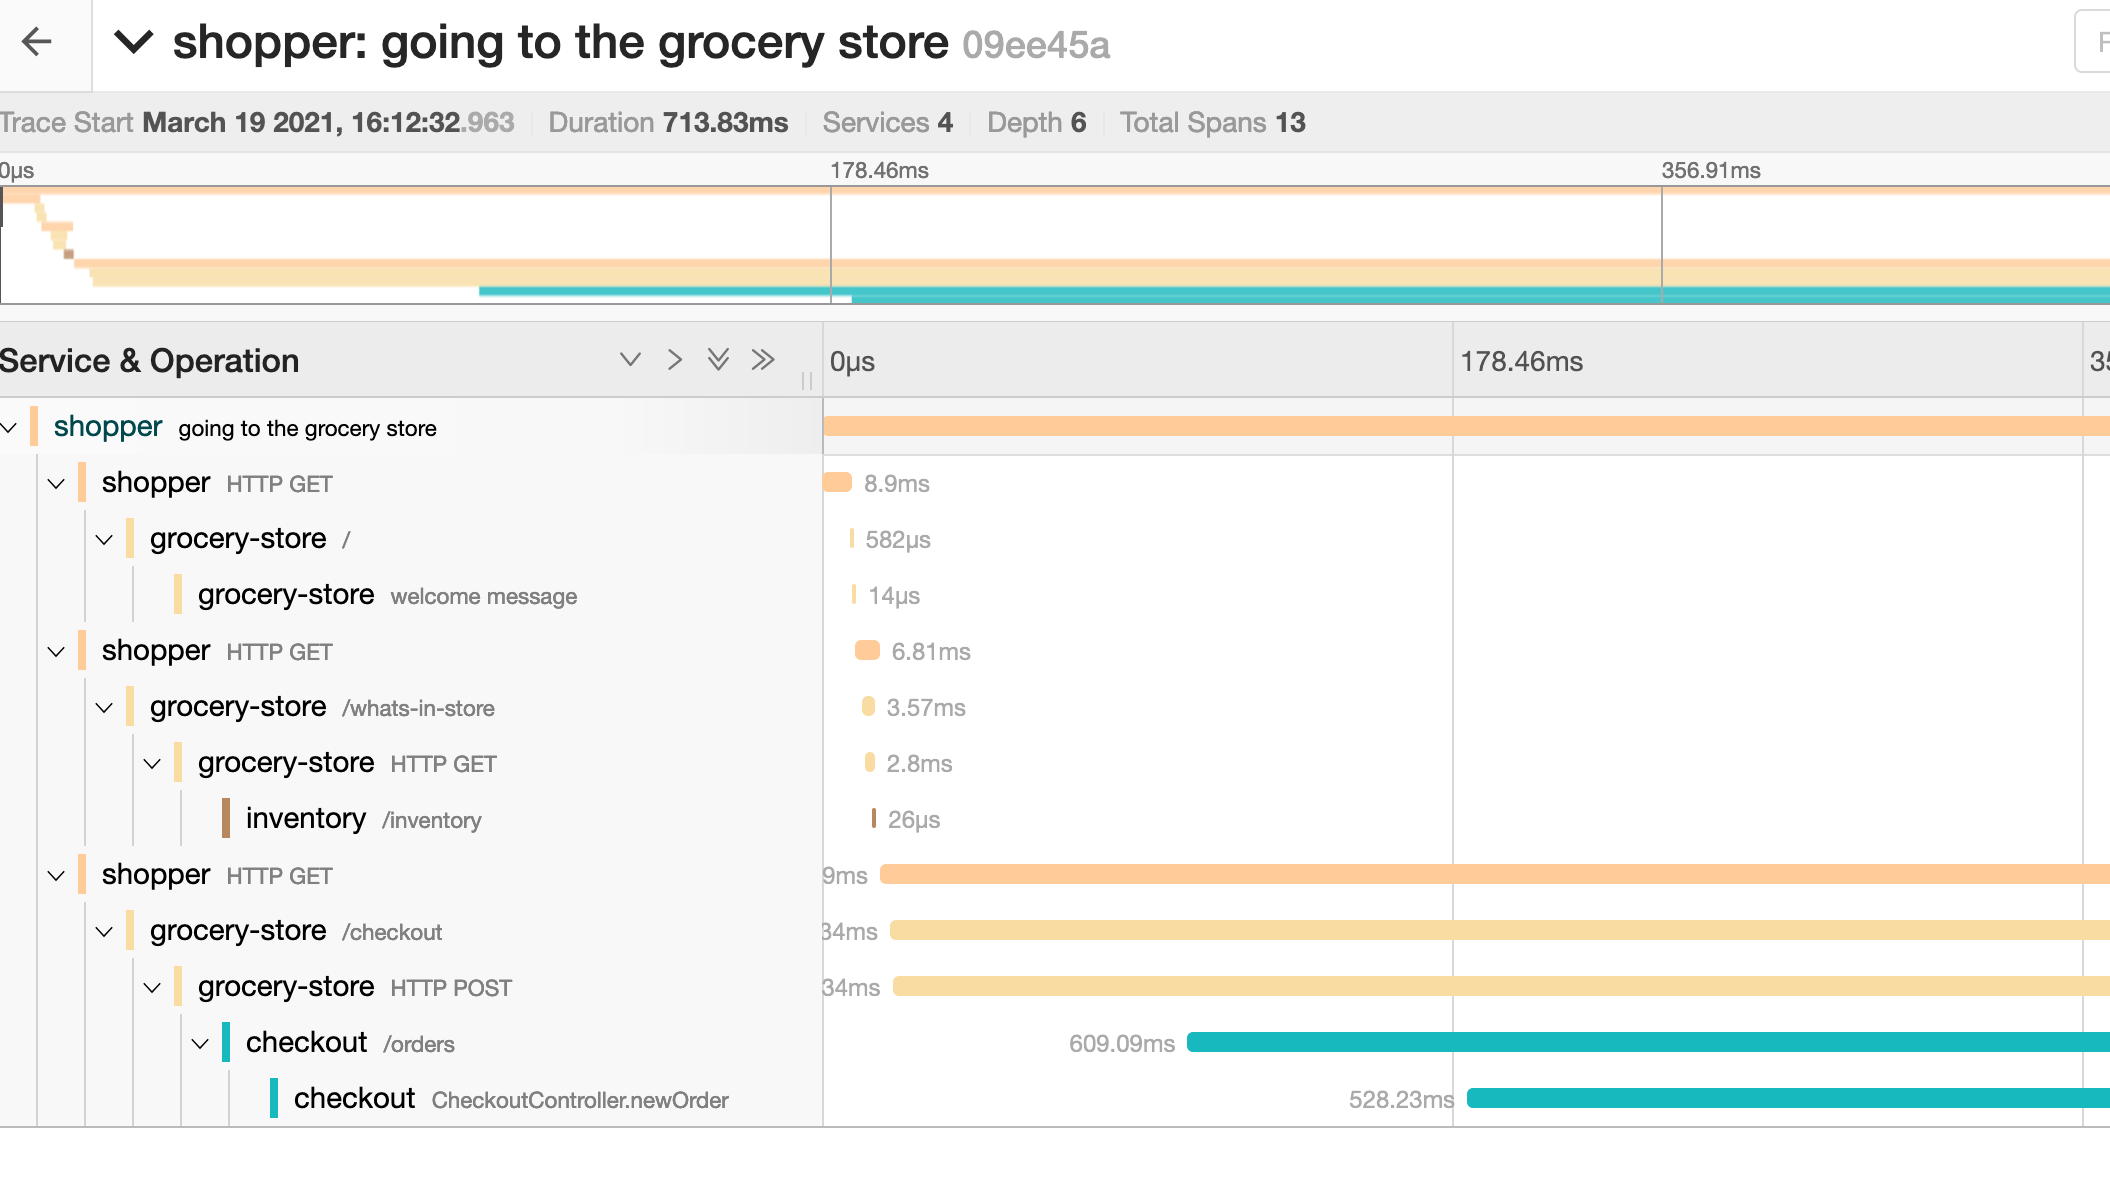 shopper: going to the grocery store 09ee45a
Trace Start March 19 2021, 16:12:32.963 Duration 713.83ms Services 4 Depth 6 Total Spans 13
0μs 178.46ms 356.91ms
Service & Operation 0μs 178.46ms 35
shopper going to the grocery store
shopper HTTP GET 8.9ms
grocery-store / 582μs
grocery-store welcome message 14μs
shopper HTTP GET 6.81ms
grocery-store /whats-in-store 3.57ms
grocery-store HTTP GET 2.8ms
inventory /inventory 26μs
shopper HTTP GET 9ms
grocery-store /checkout 34ms
grocery-store HTTP POST 34ms
checkout /orders 609.09ms
checkout CheckoutController.newOrder 528.23ms